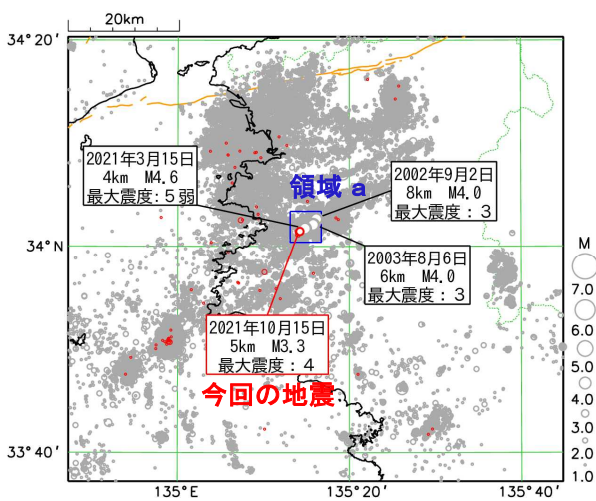 20km
34°20′
2021年3月15日
4km M4.6
最大震度：5弱
領域 a
2002年9月2日
8km M4.0
最大震度：3
34°N
2003年8月6日
6km M4.0
最大震度：3
2021年10月15日
5km M3.3
最大震度：4
今回の地震
M
7.0
6.0
5.0
4.0
3.0
2.0
1.0
33°40′
135°E
135°20′
135°40′